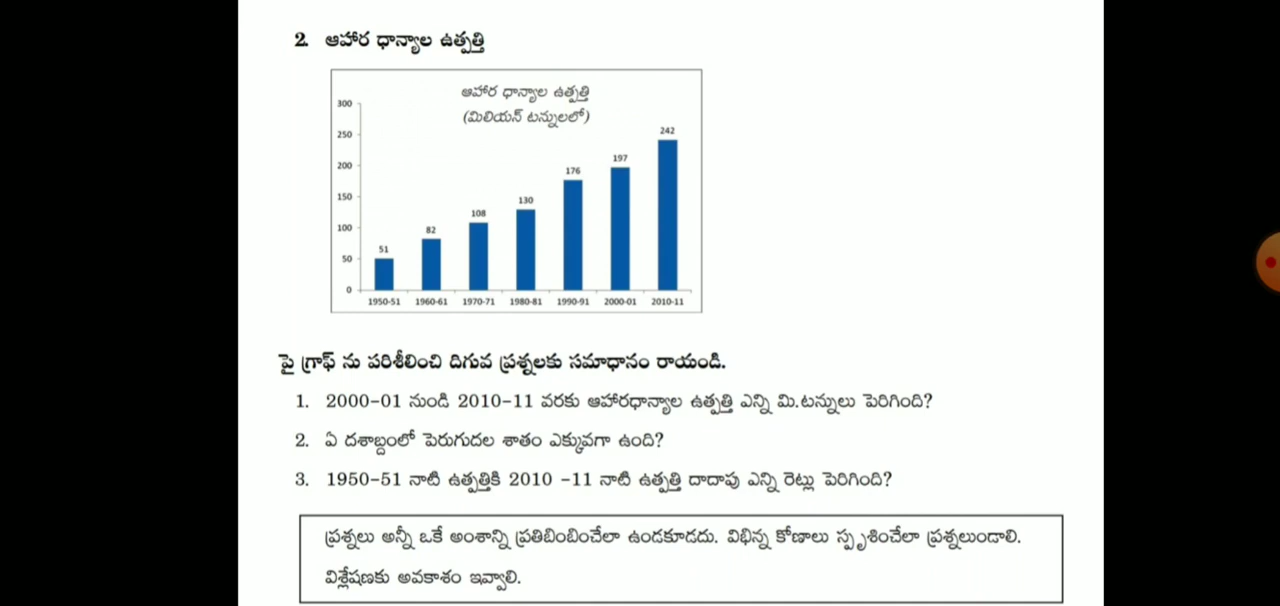 2. ఆహార ధాన్యాల ఉత్పత్తి
ఆహార ధాన్యాల ఉత్పత్తి
(మిలియన్ టన్నులలో)
300
250
200
150
100
50
0
51
82
108
130
176
197
242
1950-51 1960-61 1970-71 1980-81 1990-91 2000-01 2010-11
పై గ్రాఫ్ ను పరిశీలించి దిగువ ప్రశ్నలకు సమాధానం రాయండి.
1. 2000-01 నుండి 2010-11 వరకు ఆహారధాన్యాల ఉత్పత్తి ఎన్ని మి.టన్నులు పెరిగింది?
2. ఏ దశాబ్దంలో పెరుగుదల శాతం ఎక్కువగా ఉంది?
3. 1950-51 నాటి ఉత్పత్తికి 2010 -11 నాటి ఉత్పత్తి దాదాపు ఎన్ని రెట్లు పెరిగింది?
ప్రశ్నలు అన్నీ ఒకే అంశాన్ని ప్రతిబింబించేలా ఉండకూడదు. విభిన్న కోణాలు స్పృశించేలా ప్రశ్నలుండాలి.
విశ్లేషణకు అవకాశం ఇవ్వాలి.